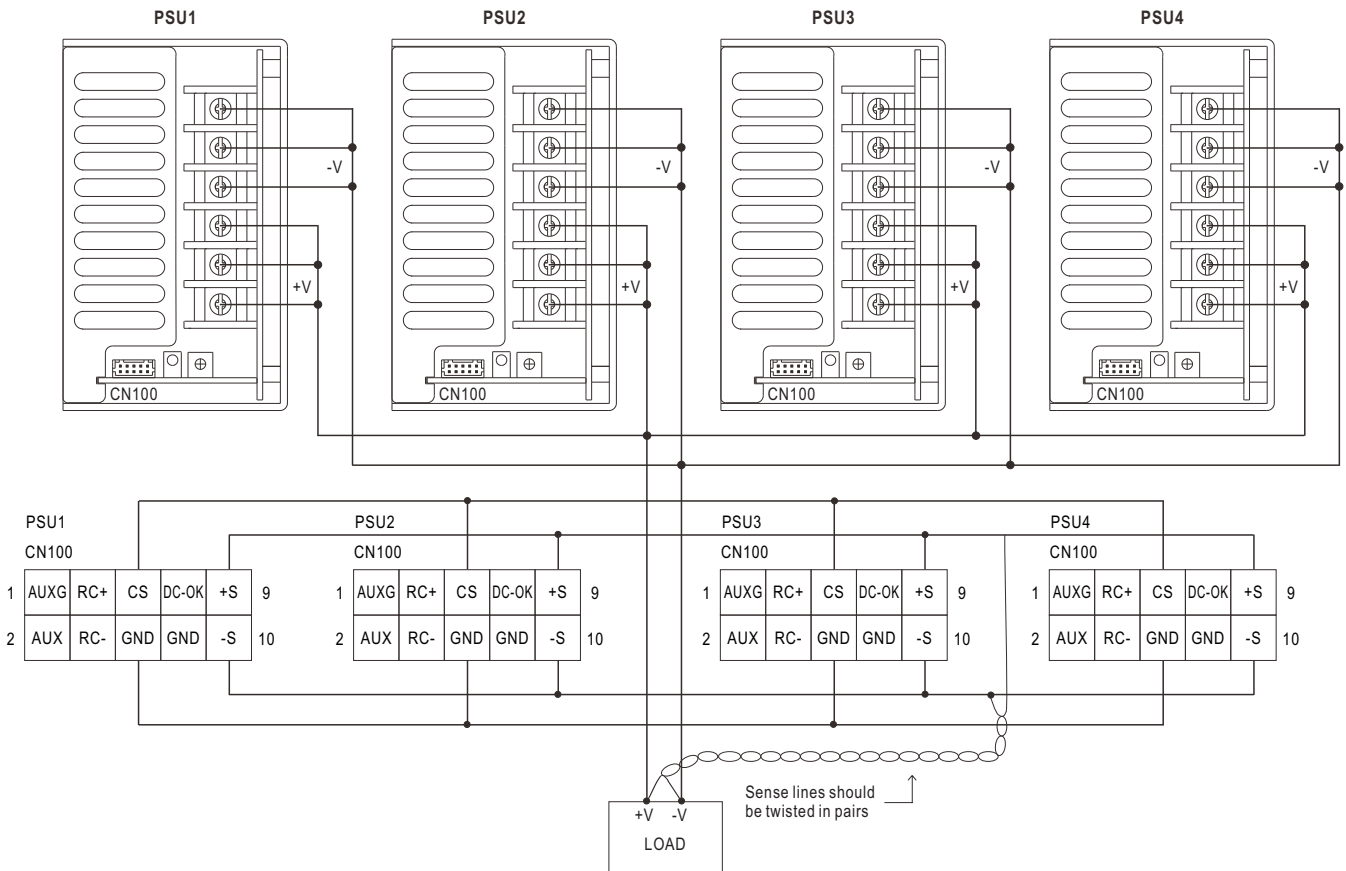 PSU1 PSU2 PSU3 PSU4
-V -V -V -V
+V +V +V +V
CN100 CN100 CN100 CN100
PSU1 PSU2 PSU3 PSU4
CN100 CN100 CN100 CN100
1 AUXG RC+ CS DC-OK +S 9 1 AUXG RC+ CS DC-OK +S 9 1 AUXG RC+ CS DC-OK +S 9 1 AUXG RC+ CS DC-OK +S 9
2 AUX RC- GND GND -S 10 2 AUX RC- GND GND -S 10 2 AUX RC- GND GND -S 10 2 AUX RC- GND GND -S 10
Sense lines should
be twisted in pairs
+V -V
LOAD